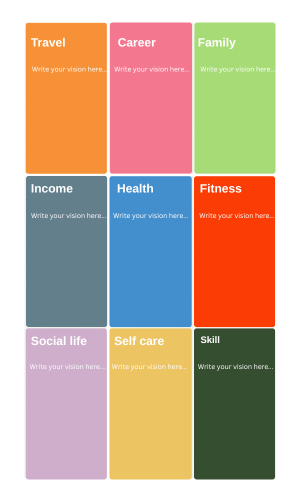 Travel
Career
Family
Write your vision here...
Write your vision here...
Write your vision here...
Income
Health
Fitness
Write your vision here...
Write your vision here...
Write your vision here...
Social life
Self care
Skill
Write your vision here...
Write your vision here...
Write your vision here...